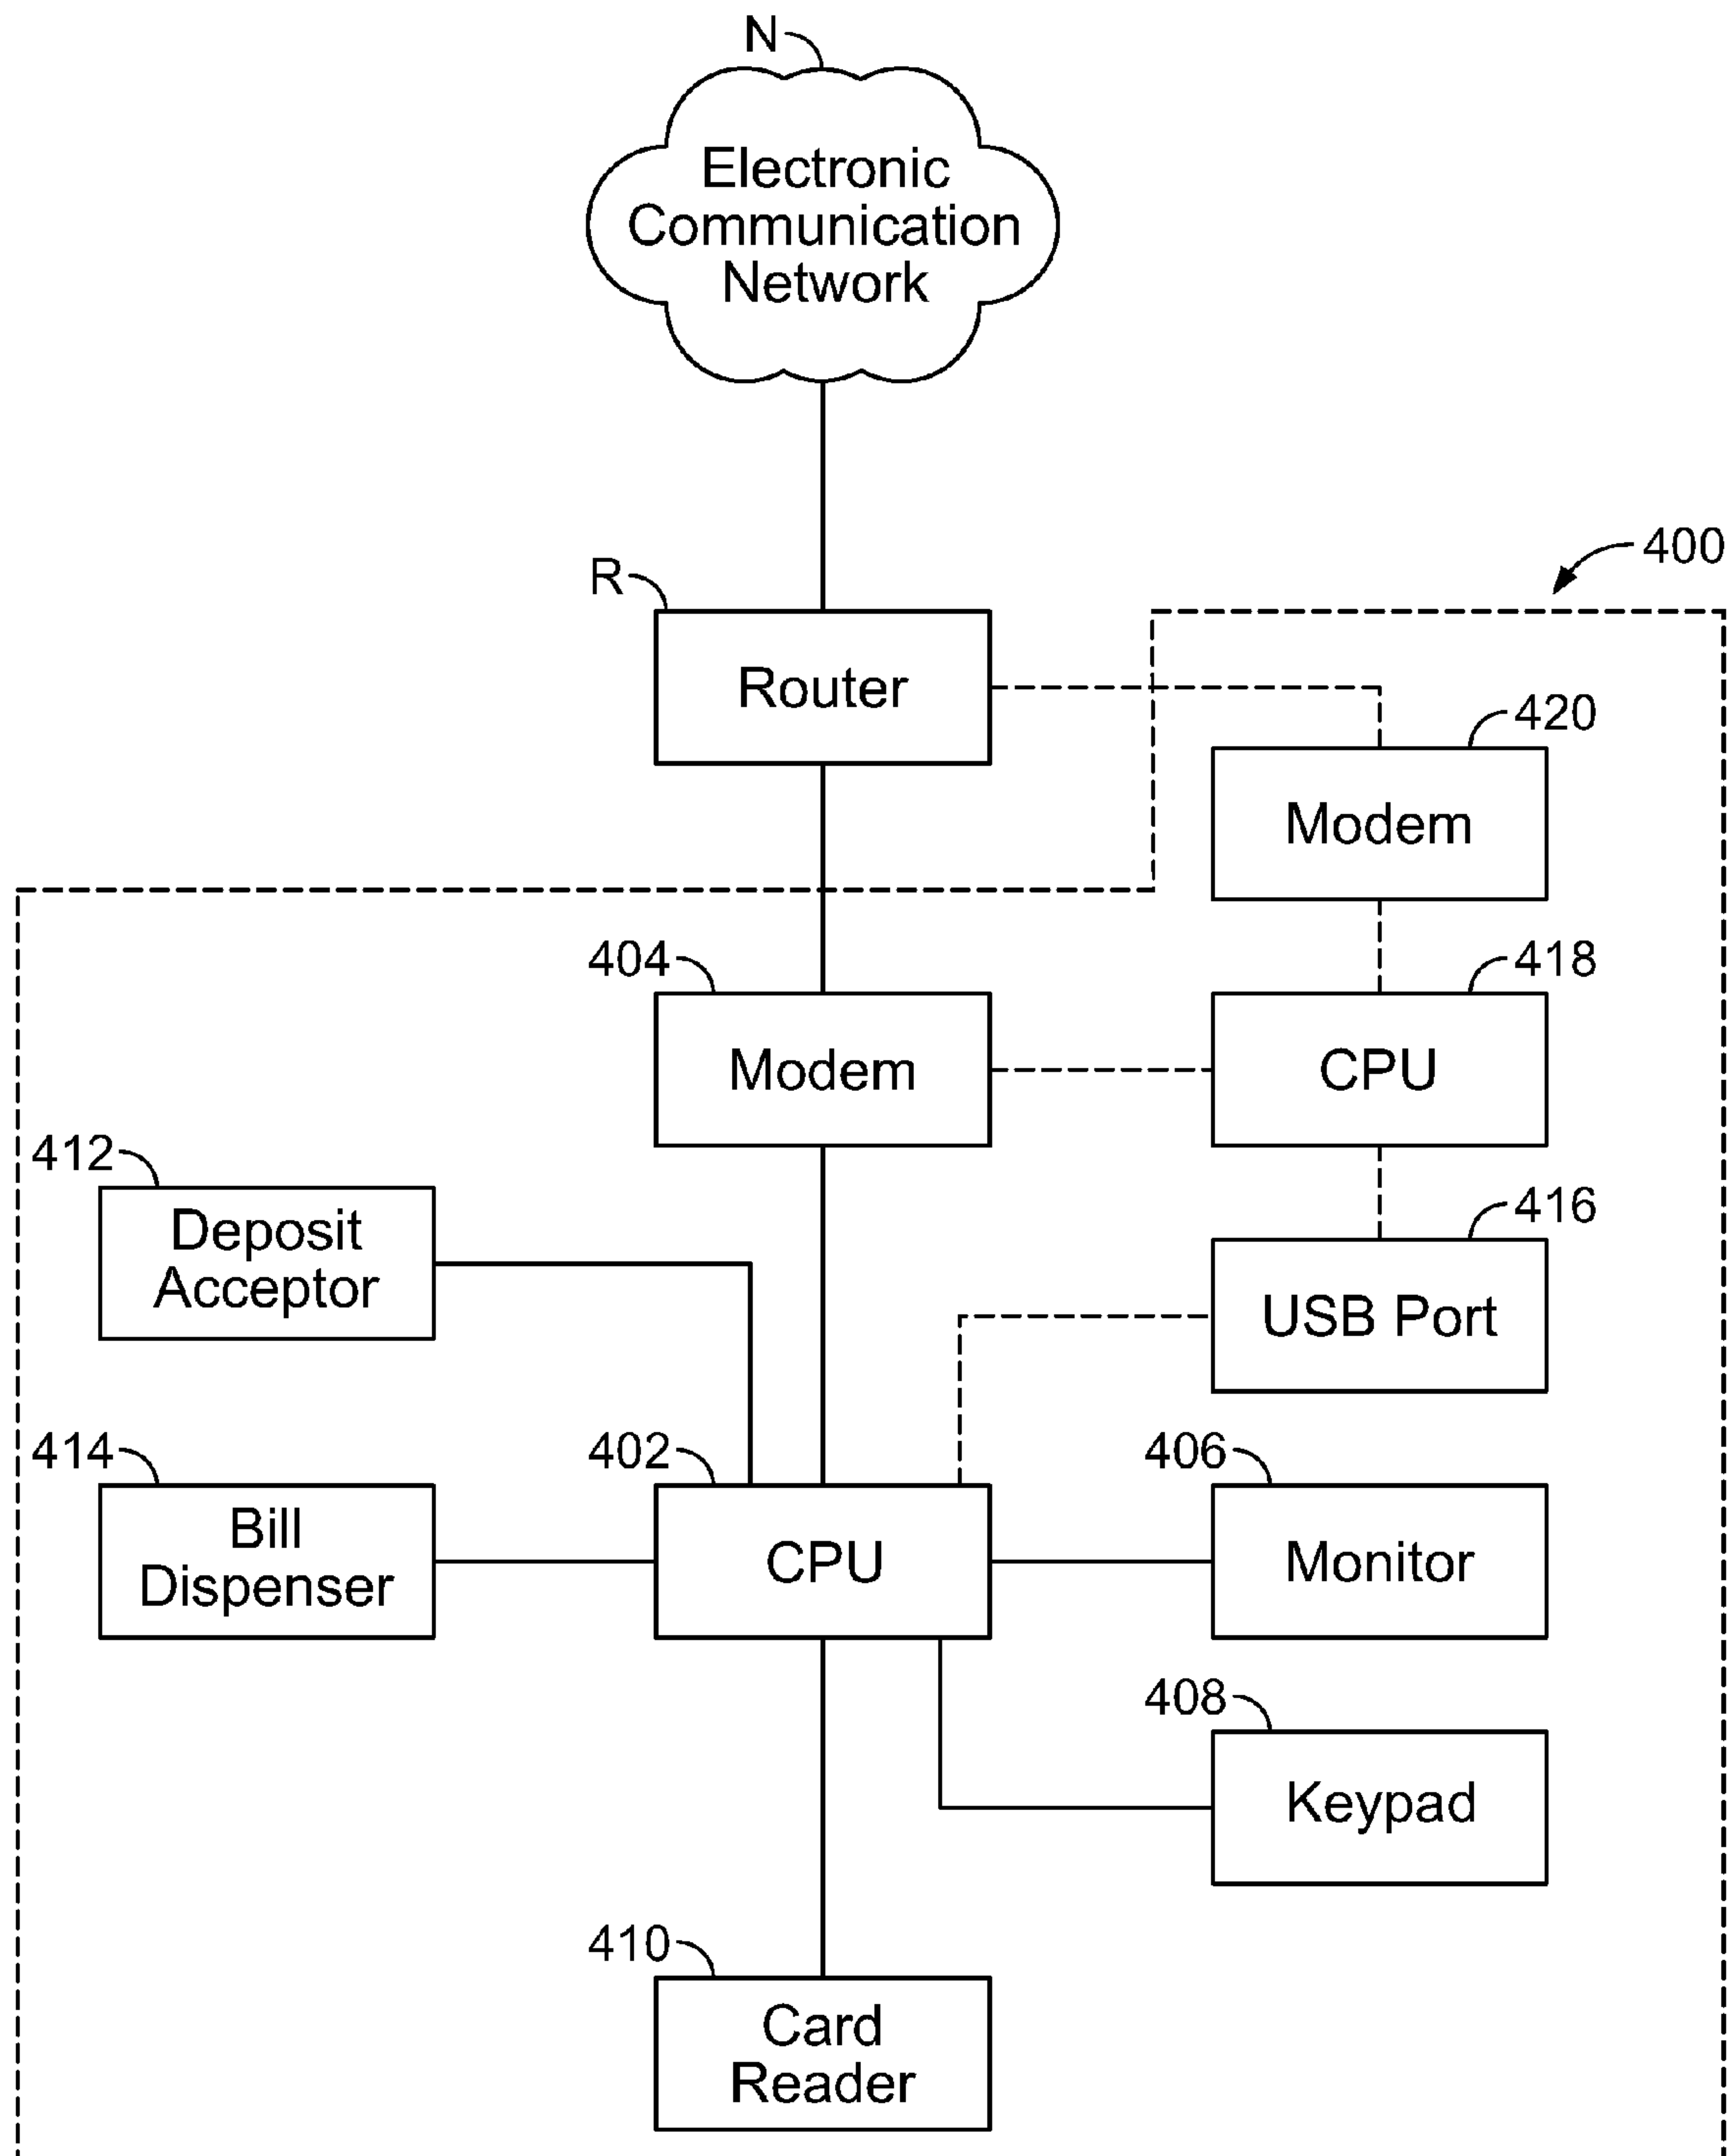 N
Electronic
Communication
Network
400
R
Router
420
Modem
404
418
Modem
CPU
412
Deposit
Acceptor
416
USB Port
414
402
406
Bill
Dispenser
CPU
Monitor
408
Keypad
410
Card
Reader